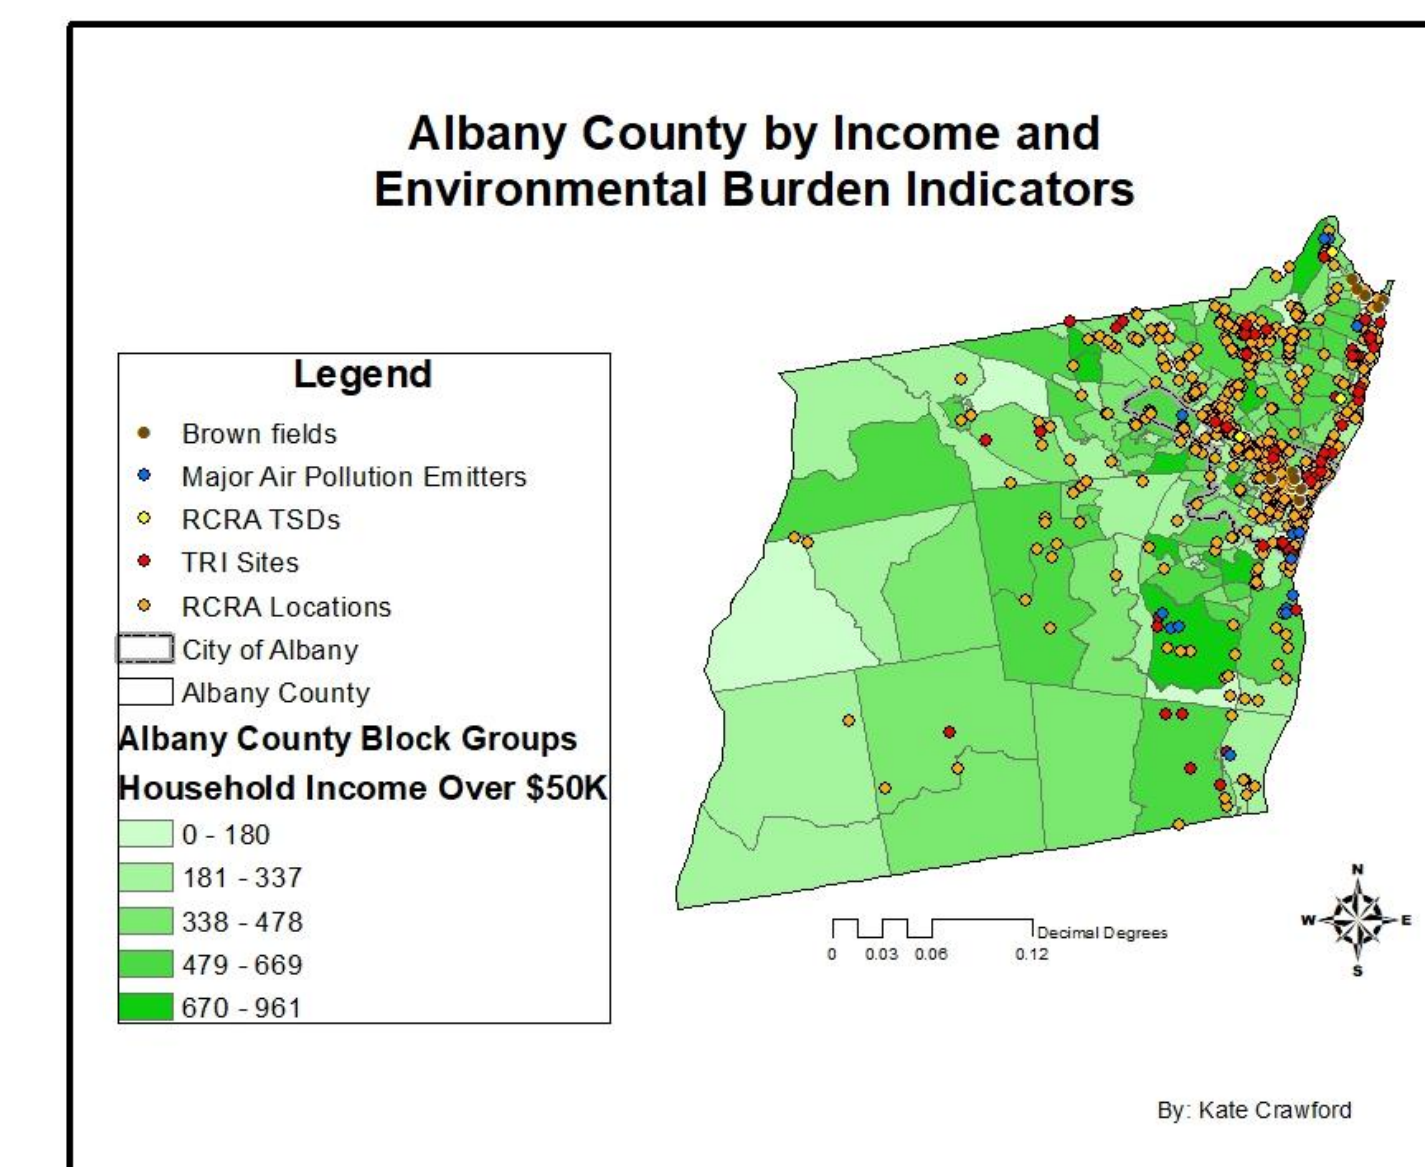 Albany County by Income and
Environmental Burden Indicators
Legend
Brown fields
Major Air Pollution Emitters
RCRA TSDs
TRI Sites
RCRA Locations
City of Albany
Albany County
Albany County Block Groups
Household Income Over $50K
0 - 180
181 - 337
338 - 478
479 - 669
670 - 961
N
W E
S
Decimal Degrees
0 0.03 0.06 0.12
By: Kate Crawford